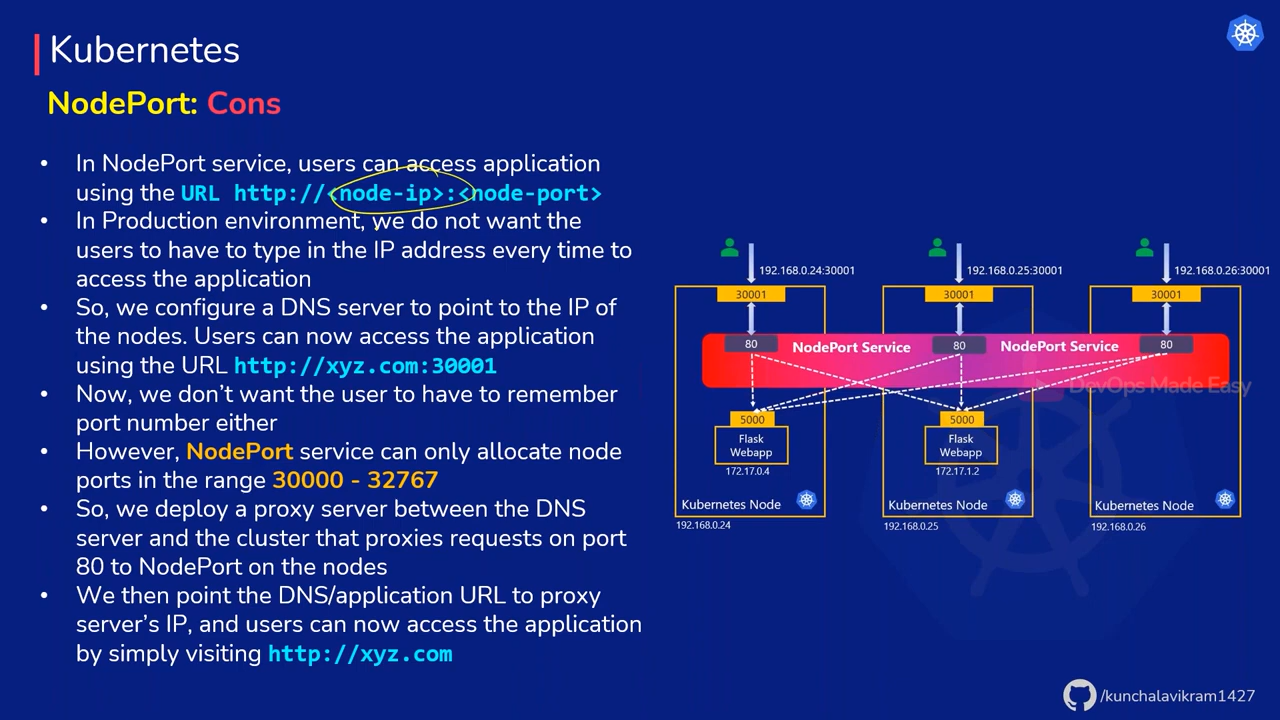 Kubernetes
NodePort: Cons
• In NodePort service, users can access application
using the URL http://<node-ip>:<node-port>
• In Production environment, we do not want the
users to have to type in the IP address every time to
access the application
• So, we configure a DNS server to point to the IP of
the nodes. Users can now access the application
using the URL http://xyz.com:30001
• Now, we don't want the user to have to remember
port number either
• However, NodePort service can only allocate node
ports in the range 30000 - 32767
• So, we deploy a proxy server between the DNS
server and the cluster that proxies requests on port
80 to NodePort on the nodes
• We then point the DNS/application URL to proxy
server's IP, and users can now access the application
by simply visiting http://xyz.com
192.168.0.24:30001
192.168.0.25:30001
192.168.0.26:30001
30001
30001
30001
80
NodePort Service
80
NodePort Service
80
DevOps Made Easy
5000
5000
Flask
Webapp
Flask
Webapp
172.17.0.4
172.17.1.2
Kubernetes Node
Kubernetes Node
Kubernetes Node
192.168.0.24
192.168.0.25
192.168.0.26
/kunchalavikram1427